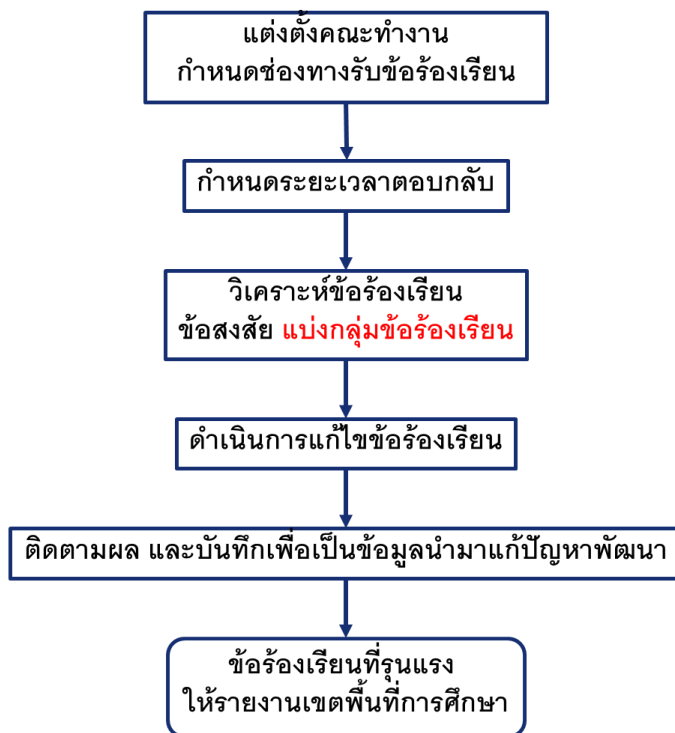 แต่งตั้งคณะทำงาน
กำหนดช่องทางรับข้อร้องเรียน
กำหนดระยะเวลาตอบกลับ
วิเคราะห์ข้อร้องเรียน
ข้อสงสัย แบ่งกลุ่มข้อร้องเรียน
ดำเนินการแก้ไขข้อร้องเรียน
ติดตามผล และบันทึกเพื่อเป็นข้อมูลนำมาแก้ปัญหาพัฒนา
ข้อร้องเรียนที่รุนแรง
ให้รายงานเขตพื้นที่การศึกษา